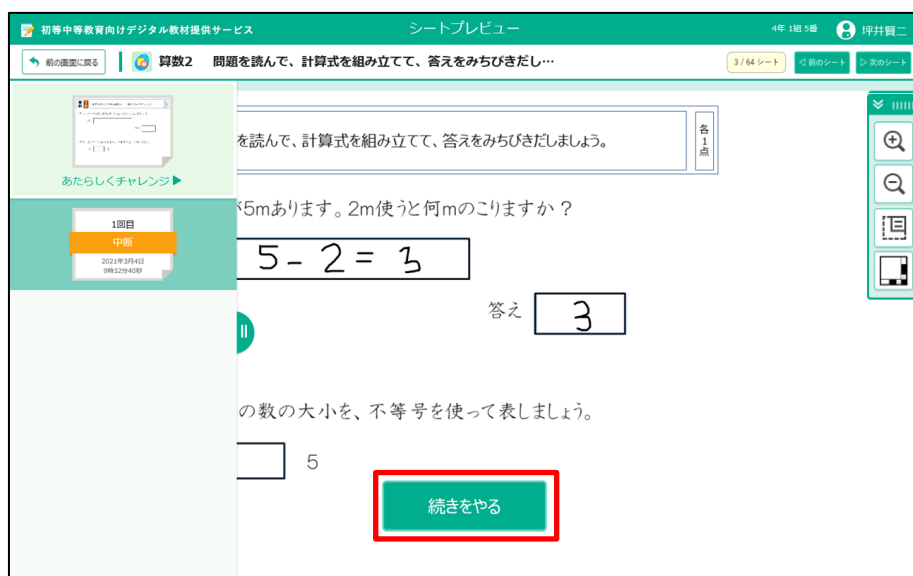 初等中等教育向けデジタル教材提供サービス
シートプレビュー
4年 1組 5番
坪井賢二
前の画面に戻る
算数2 問題を読んで、計算式を組み立てて、答えをみちびきだし…
3 / 64 シート
◁ 前のシート
▷ 次のシート
あたらしくチャレンジ▶
1回目
中断
2021年3月4日
9時32分40秒
を読んで、計算式を組み立てて、答えをみちびきだしましょう。
各1点
が5mあります。2m使うと何mのこりますか？
5 - 2 = 3
答え 3
の数の大小を、不等号を使って表しましょう。
5
続きをやる